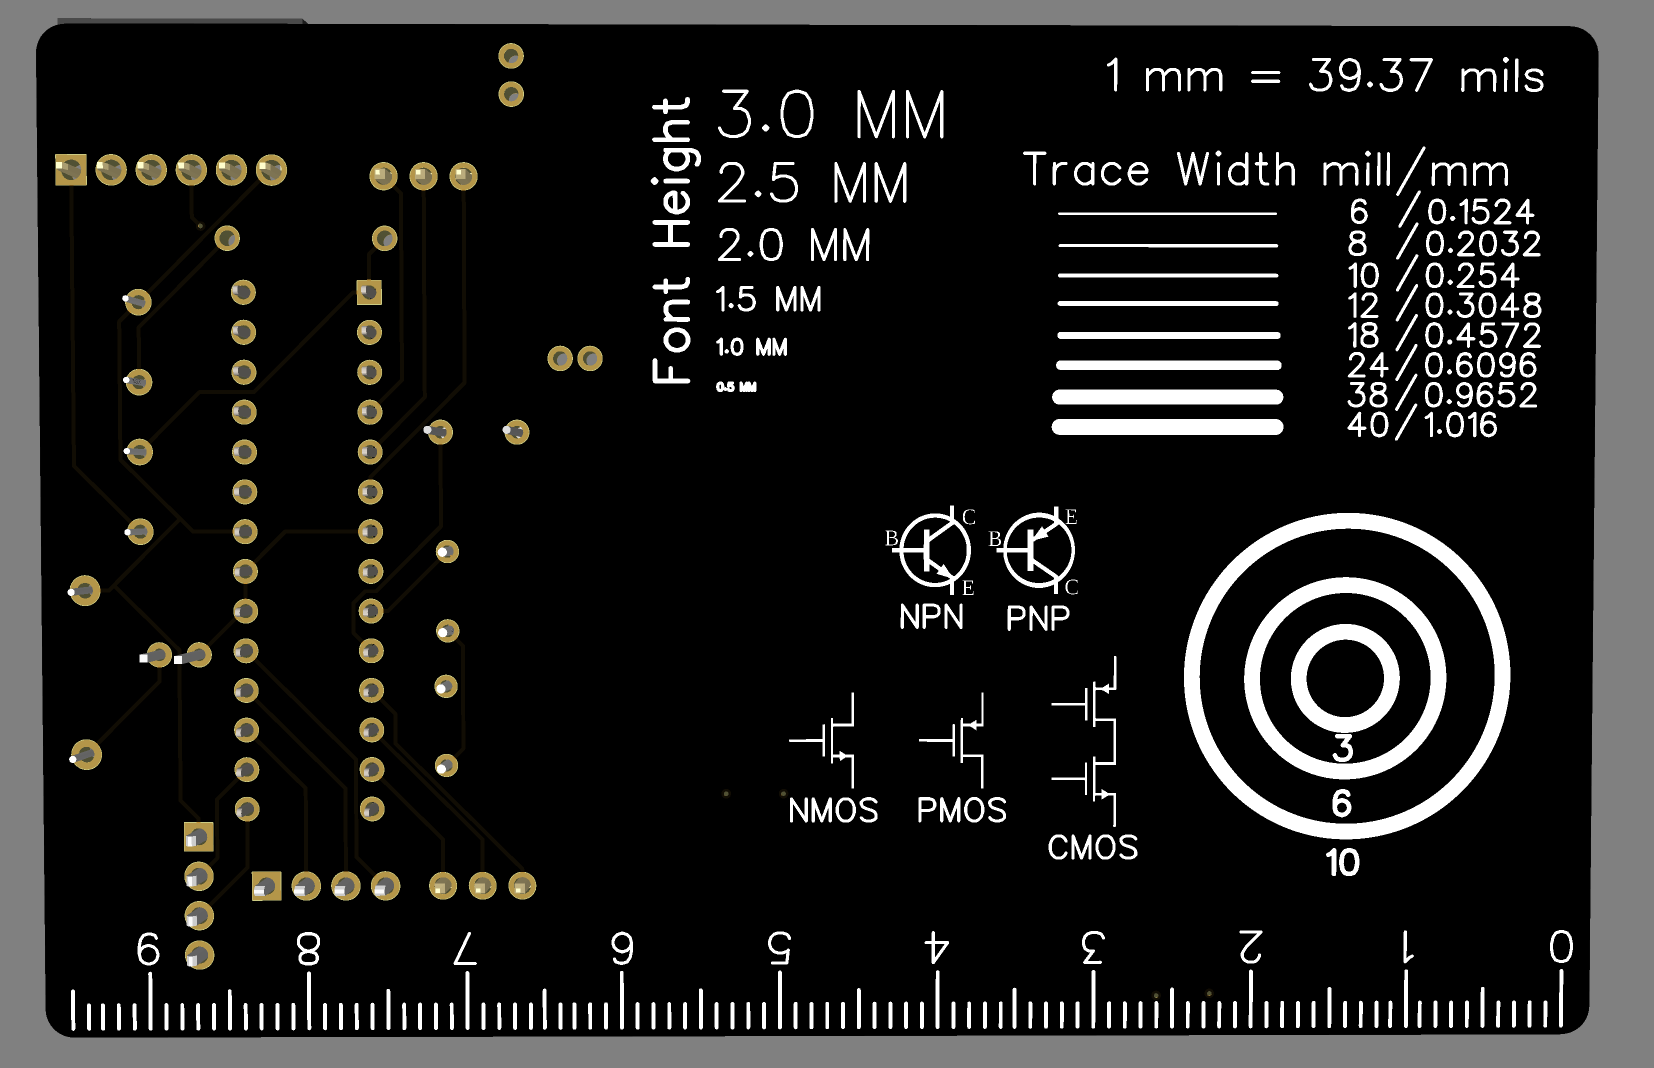 1 mm = 39.37 mils
Font Height
3.0 MM
2.5 MM
2.0 MM
1.5 MM
1.0 MM
0.5 MM
Trace Width mill/mm
6 /0.1524
8 /0.2032
10 /0.254
12 /0.3048
18 /0.4572
24 /0.6096
38 /0.9652
40 /1.016
B C E
NPN
B E C
PNP
NMOS
PMOS
CMOS
3
6
10
9 8 7 6 5 4 3 2 1 0